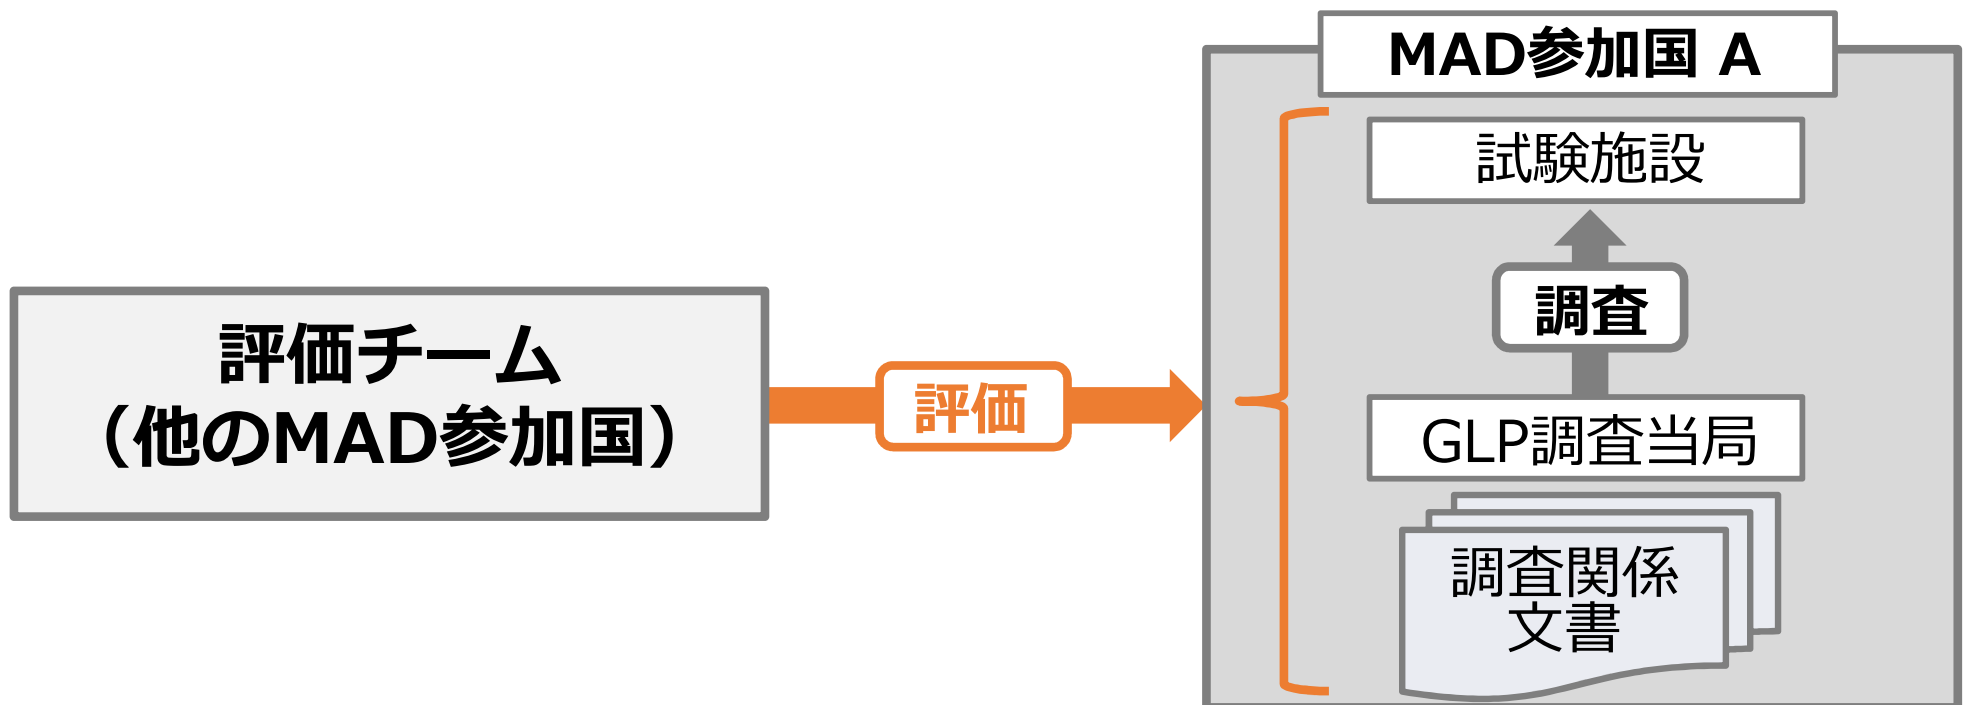 MAD参加国 A
試験施設
調査
評価チーム
（他のMAD参加国）
評価
GLP調査当局
調査関係
文書